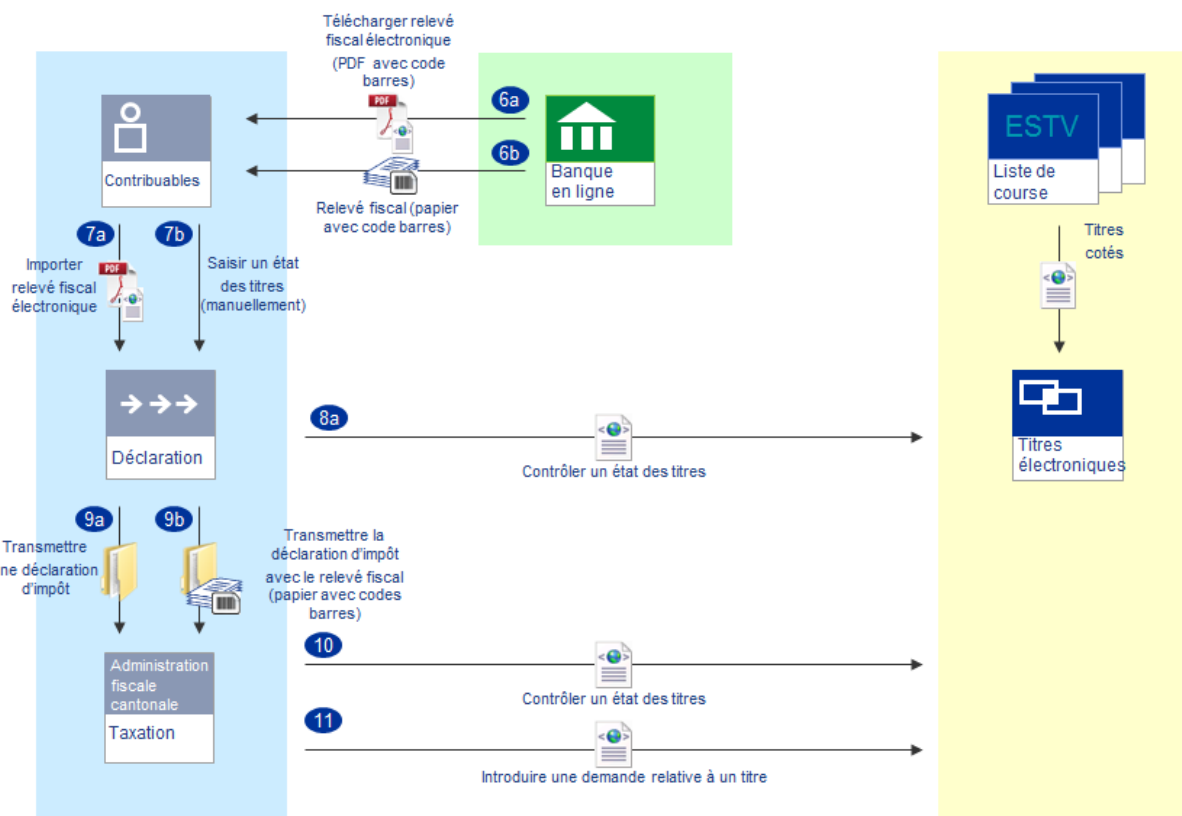 Télécharger relevé
fiscal électronique
(PDF avec code
barres)
PDF
6a
6b
Contribuables
Banque
en ligne
Relevé fiscal (papier
avec code barres)
ESTV
Liste de
course
7a
7b
Importer
relevé fiscal
électronique
PDF
Saisir un état
des titres
(manuellement)
Titres
cotés
Déclaration
8a
Contrôler un état des titres
Titres
électroniques
9a
9b
Transmettre
ne déclaration
d'impôt
Transmettre la
déclaration d'impôt
avec le relevé fiscal
(papier avec codes
barres)
Administration
fiscale
cantonale
Taxation
10
Contrôler un état des titres
11
Introduire une demande relative à un titre